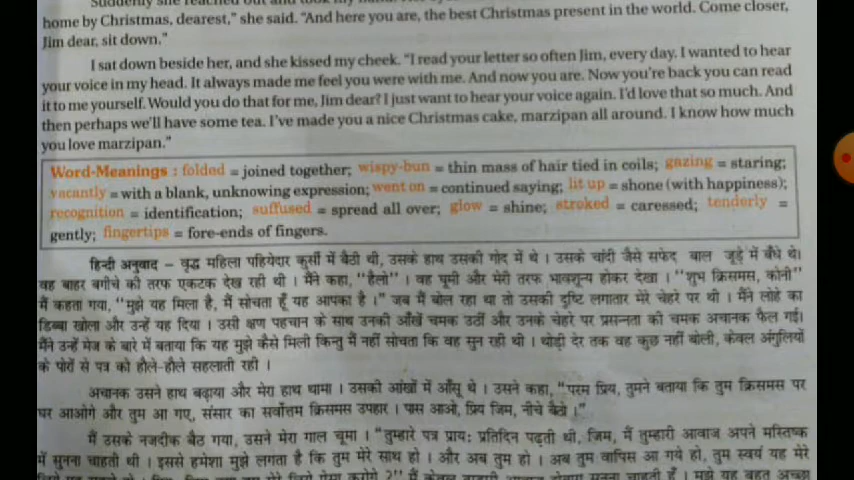 Suddenly she reached out and took my hand.
home by Christmas, dearest,” she said. “And here you are, the best Christmas present in the world. Come closer,
Jim dear, sit down.”
I sat down beside her, and she kissed my cheek. “I read your letter so often Jim, every day. I wanted to hear
your voice in my head. It always made me feel you were with me. And now you are. Now you’re back you can read
it to me yourself. Would you do that for me, Jim dear? I just want to hear your voice again. I’d love that so much. And
then perhaps we’ll have some tea. I’ve made you a nice Christmas cake, marzipan all around. I know how much
you love marzipan.”
Word-Meanings : folded = joined together; wispy-bun = thin mass of hair tied in coils; gazing = staring;
vacantly = with a blank, unknowing expression; went on = continued saying; lit up = shone (with happiness);
recognition = identification; suffused = spread all over; glow = shine; stroked = caressed; tenderly =
gently; fingertips = fore-ends of fingers.
हिन्दी अनुवाद – वृद्ध महिला पहियेदार कुर्सी में बैठी थी, उसके हाथ उसकी गोद में थे । उसके चांदी जैसे सफेद बाल जूड़े में बँधे थे।
वह बाहर बगीचे की तरफ एकटक देख रही थी । मैंने कहा, “हैलो” । वह घूमी और मेरी तरफ भावशून्य होकर देखा । “शुभ क्रिसमस, कोनी”
मैं कहता गया, “मुझे यह मिला है, मैं सोचता हूँ यह आपका है ।” जब मैं बोल रहा था तो उसकी दृष्टि लगातार मेरे चेहरे पर थी । मैंने लोहे का
डिब्बा खोला और उन्हें यह दिया । उसी क्षण पहचान के साथ उनकी आँखें चमक उठीं और उनके चेहरे पर प्रसन्नता की चमक अचानक फैल गई।
मैंने उन्हें मेज के बारे में बताया कि यह मुझे कैसे मिली किन्तु मैं नहीं सोचता कि वह सुन रही थी । थोड़ी देर तक वह कुछ नहीं बोली, केवल अंगुलियों
के पोरों से पत्र को हौले-हौले सहलाती रही ।
अचानक उसने हाथ बढ़ाया और मेरा हाथ थामा । उसकी आंखों में आँसू थे । उसने कहा, “परम प्रिय, तुमने बताया कि तुम क्रिसमस पर
घर आओगे और तुम आ गए, संसार का सर्वोत्तम क्रिसमस उपहार । पास आओ, प्रिय जिम, नीचे बैठो ।”
मैं उसके नजदीक बैठ गया, उसने मेरा गाल चूमा । “तुम्हारे पत्र प्राय: प्रतिदिन पढ़ती थी, जिम, मैं तुम्हारी आवाज अपने मस्तिष्क
में सुनना चाहती थी । इससे हमेशा मुझे लगता है कि तुम मेरे साथ हो । और अब तुम हो । अब तुम वापिस आ गये हो, तुम स्वयं यह मेरे